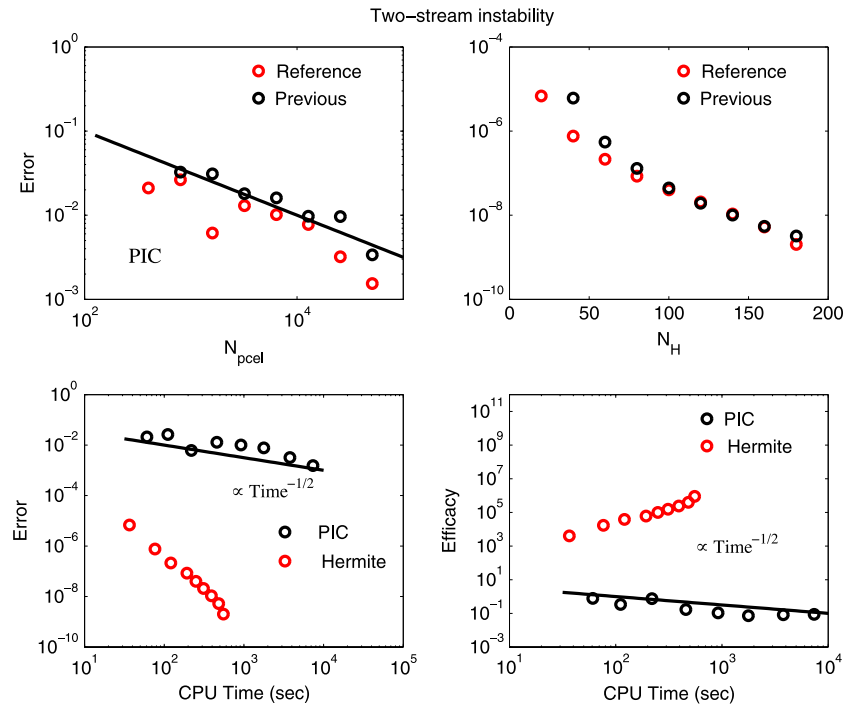 Two-stream instability
10^0
10^-1
10^-2
10^-3
Error
Reference
Previous
PIC
10^2
10^4
N_pcel
10^-4
10^-6
10^-8
10^-10
Reference
Previous
0
50
100
150
200
N_H
10^0
10^-2
10^-4
10^-6
10^-8
10^-10
Error
∝ Time^-1/2
PIC
Hermite
10^1
10^2
10^3
10^4
10^5
CPU Time (sec)
10^11
10^9
10^7
10^5
10^3
10^1
10^-1
10^-3
Efficacy
PIC
Hermite
∝ Time^-1/2
10^1
10^2
10^3
10^4
CPU Time (sec)